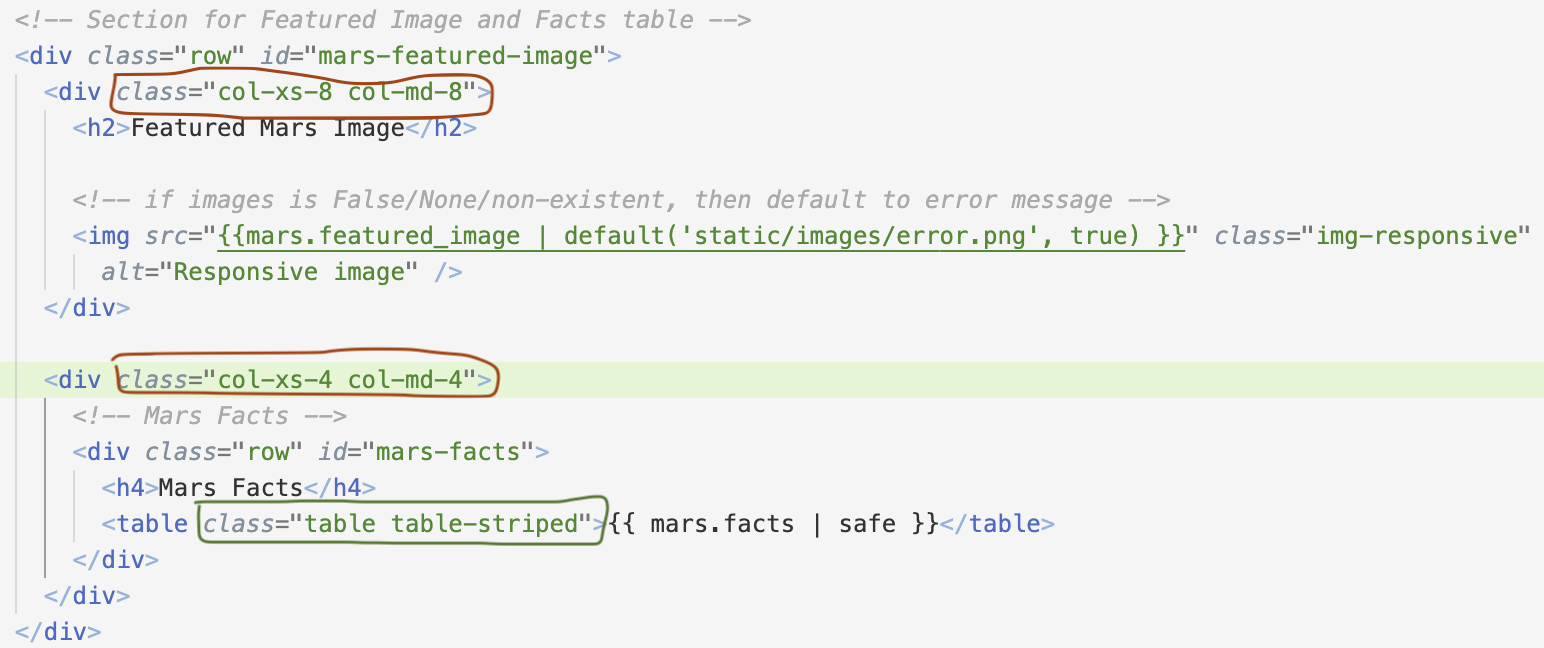 <!-- Section for Featured Image and Facts table -->
<div class="row" id="mars-featured-image">
<div class="col-xs-8 col-md-8">
<h2>Featured Mars Image</h2>
<!-- if images is False/None/non-existent, then default to error message -->
<img src="{{mars.featured_image | default('static/images/error.png', true) }}" class="img-responsive"
alt="Responsive image" />
</div>
<div class="col-xs-4 col-md-4">
<!-- Mars Facts -->
<div class="row" id="mars-facts">
<h4>Mars Facts</h4>
<table class="table table-striped">{{ mars.facts | safe }}</table>
</div>
</div>
</div>